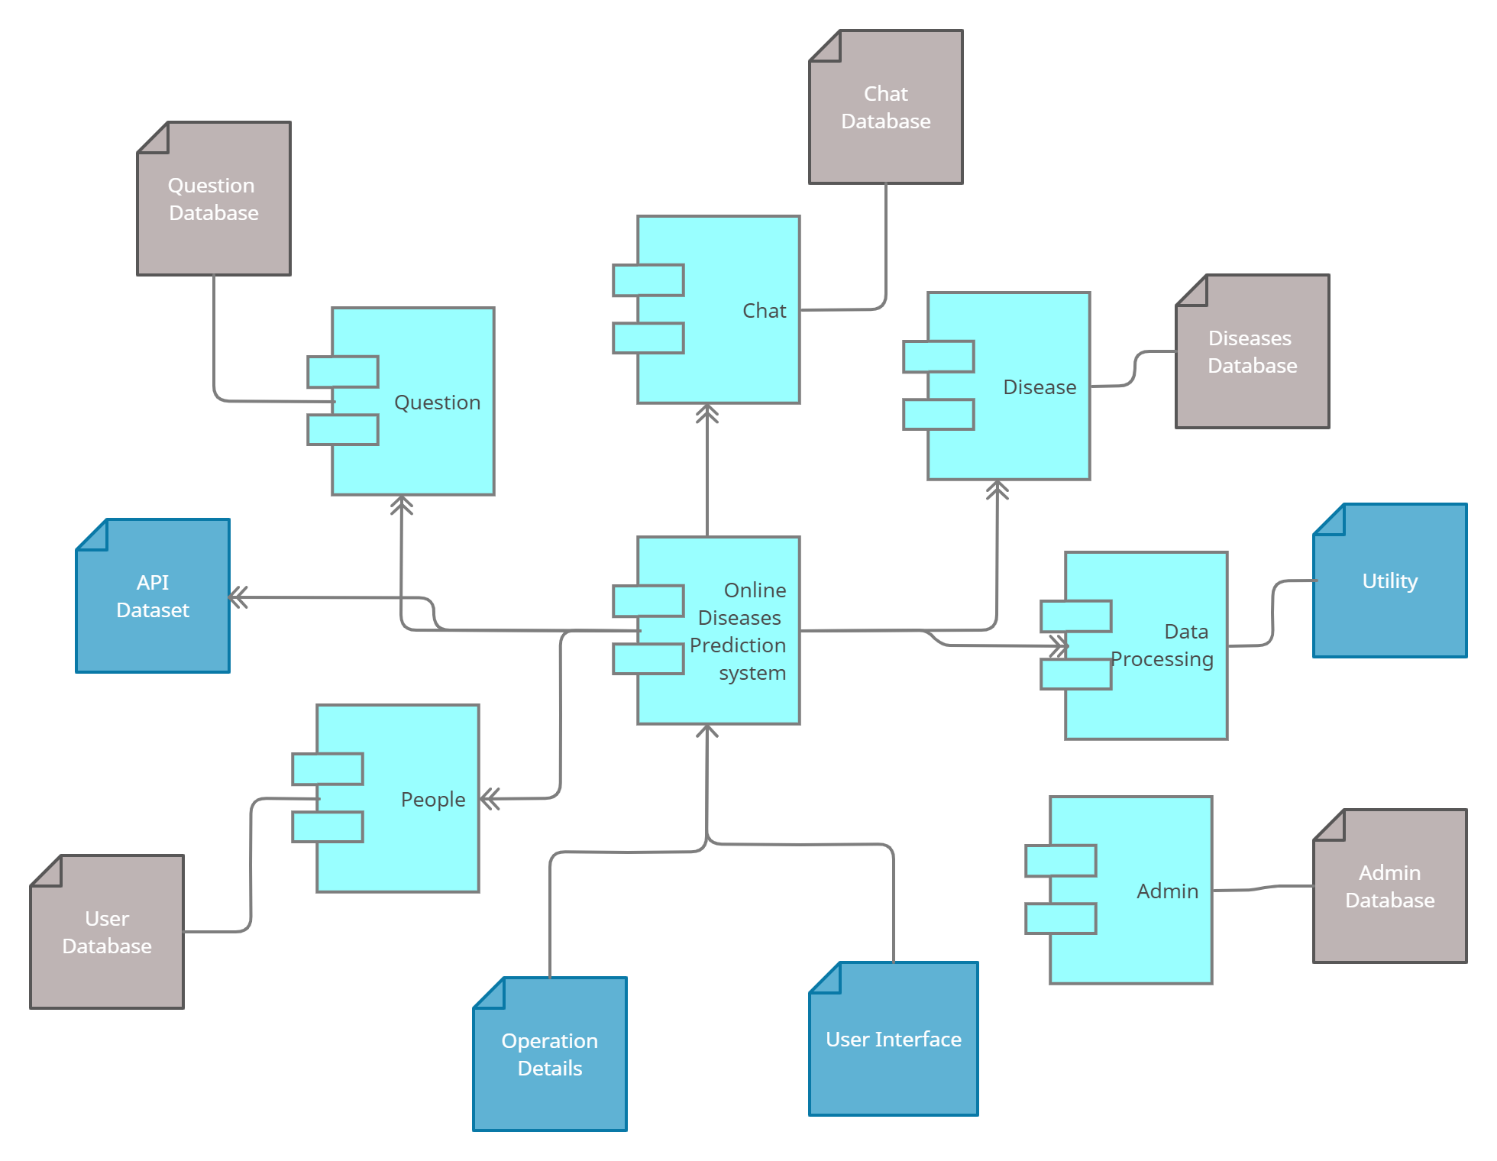 Chat
Database
Question
Database
Chat
Disease
Diseases
Database
Question
API
Dataset
Online
Diseases
Prediction
system
Data
Processing
Utility
People
User
Database
Admin
Admin
Database
Operation
Details
User Interface